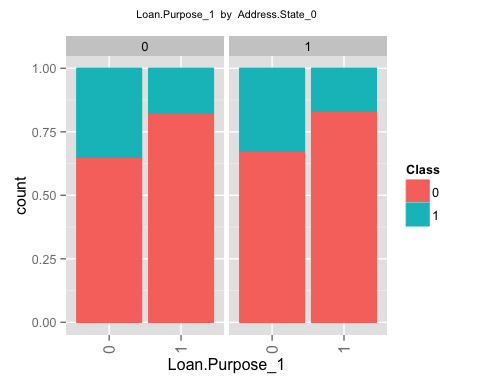 Loan.Purpose_1 by Address.State_0
0 1
1.00
0.75
0.50
0.25
0.00
count
0 1 0 1
Loan.Purpose_1
Class
0
1